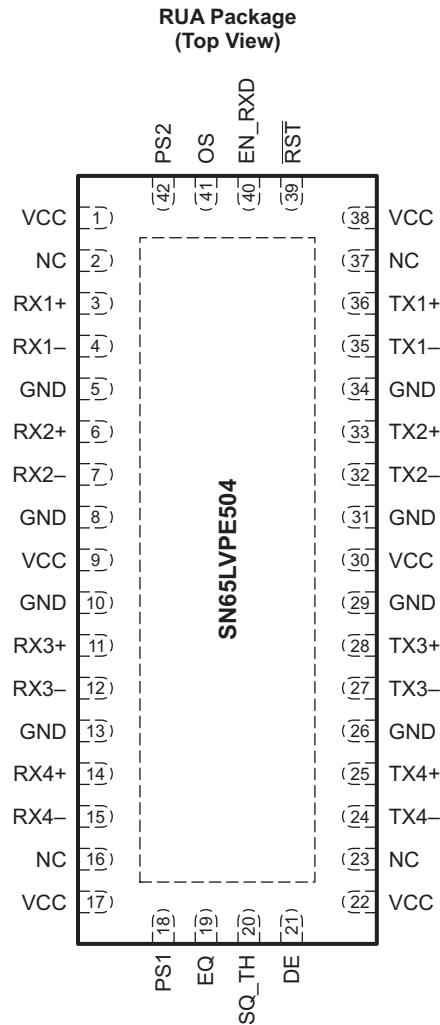 RUA Package
(Top View)
PS2
OS
EN_RXD
RST
42
41
40
39
VCC 1
38 VCC
NC 2
37 NC
RX1+ 3
36 TX1+
RX1– 4
35 TX1–
GND 5
34 GND
RX2+ 6
33 TX2+
RX2– 7
32 TX2–
GND 8
31 GND
VCC 9
30 VCC
GND 10
29 GND
RX3+ 11
28 TX3+
RX3– 12
27 TX3–
GND 13
26 GND
RX4+ 14
25 TX4+
RX4– 15
24 TX4–
NC 16
23 NC
VCC 17
22 VCC
SN65LVPE504
18
19
20
21
PS1
EQ
SQ_TH
DE